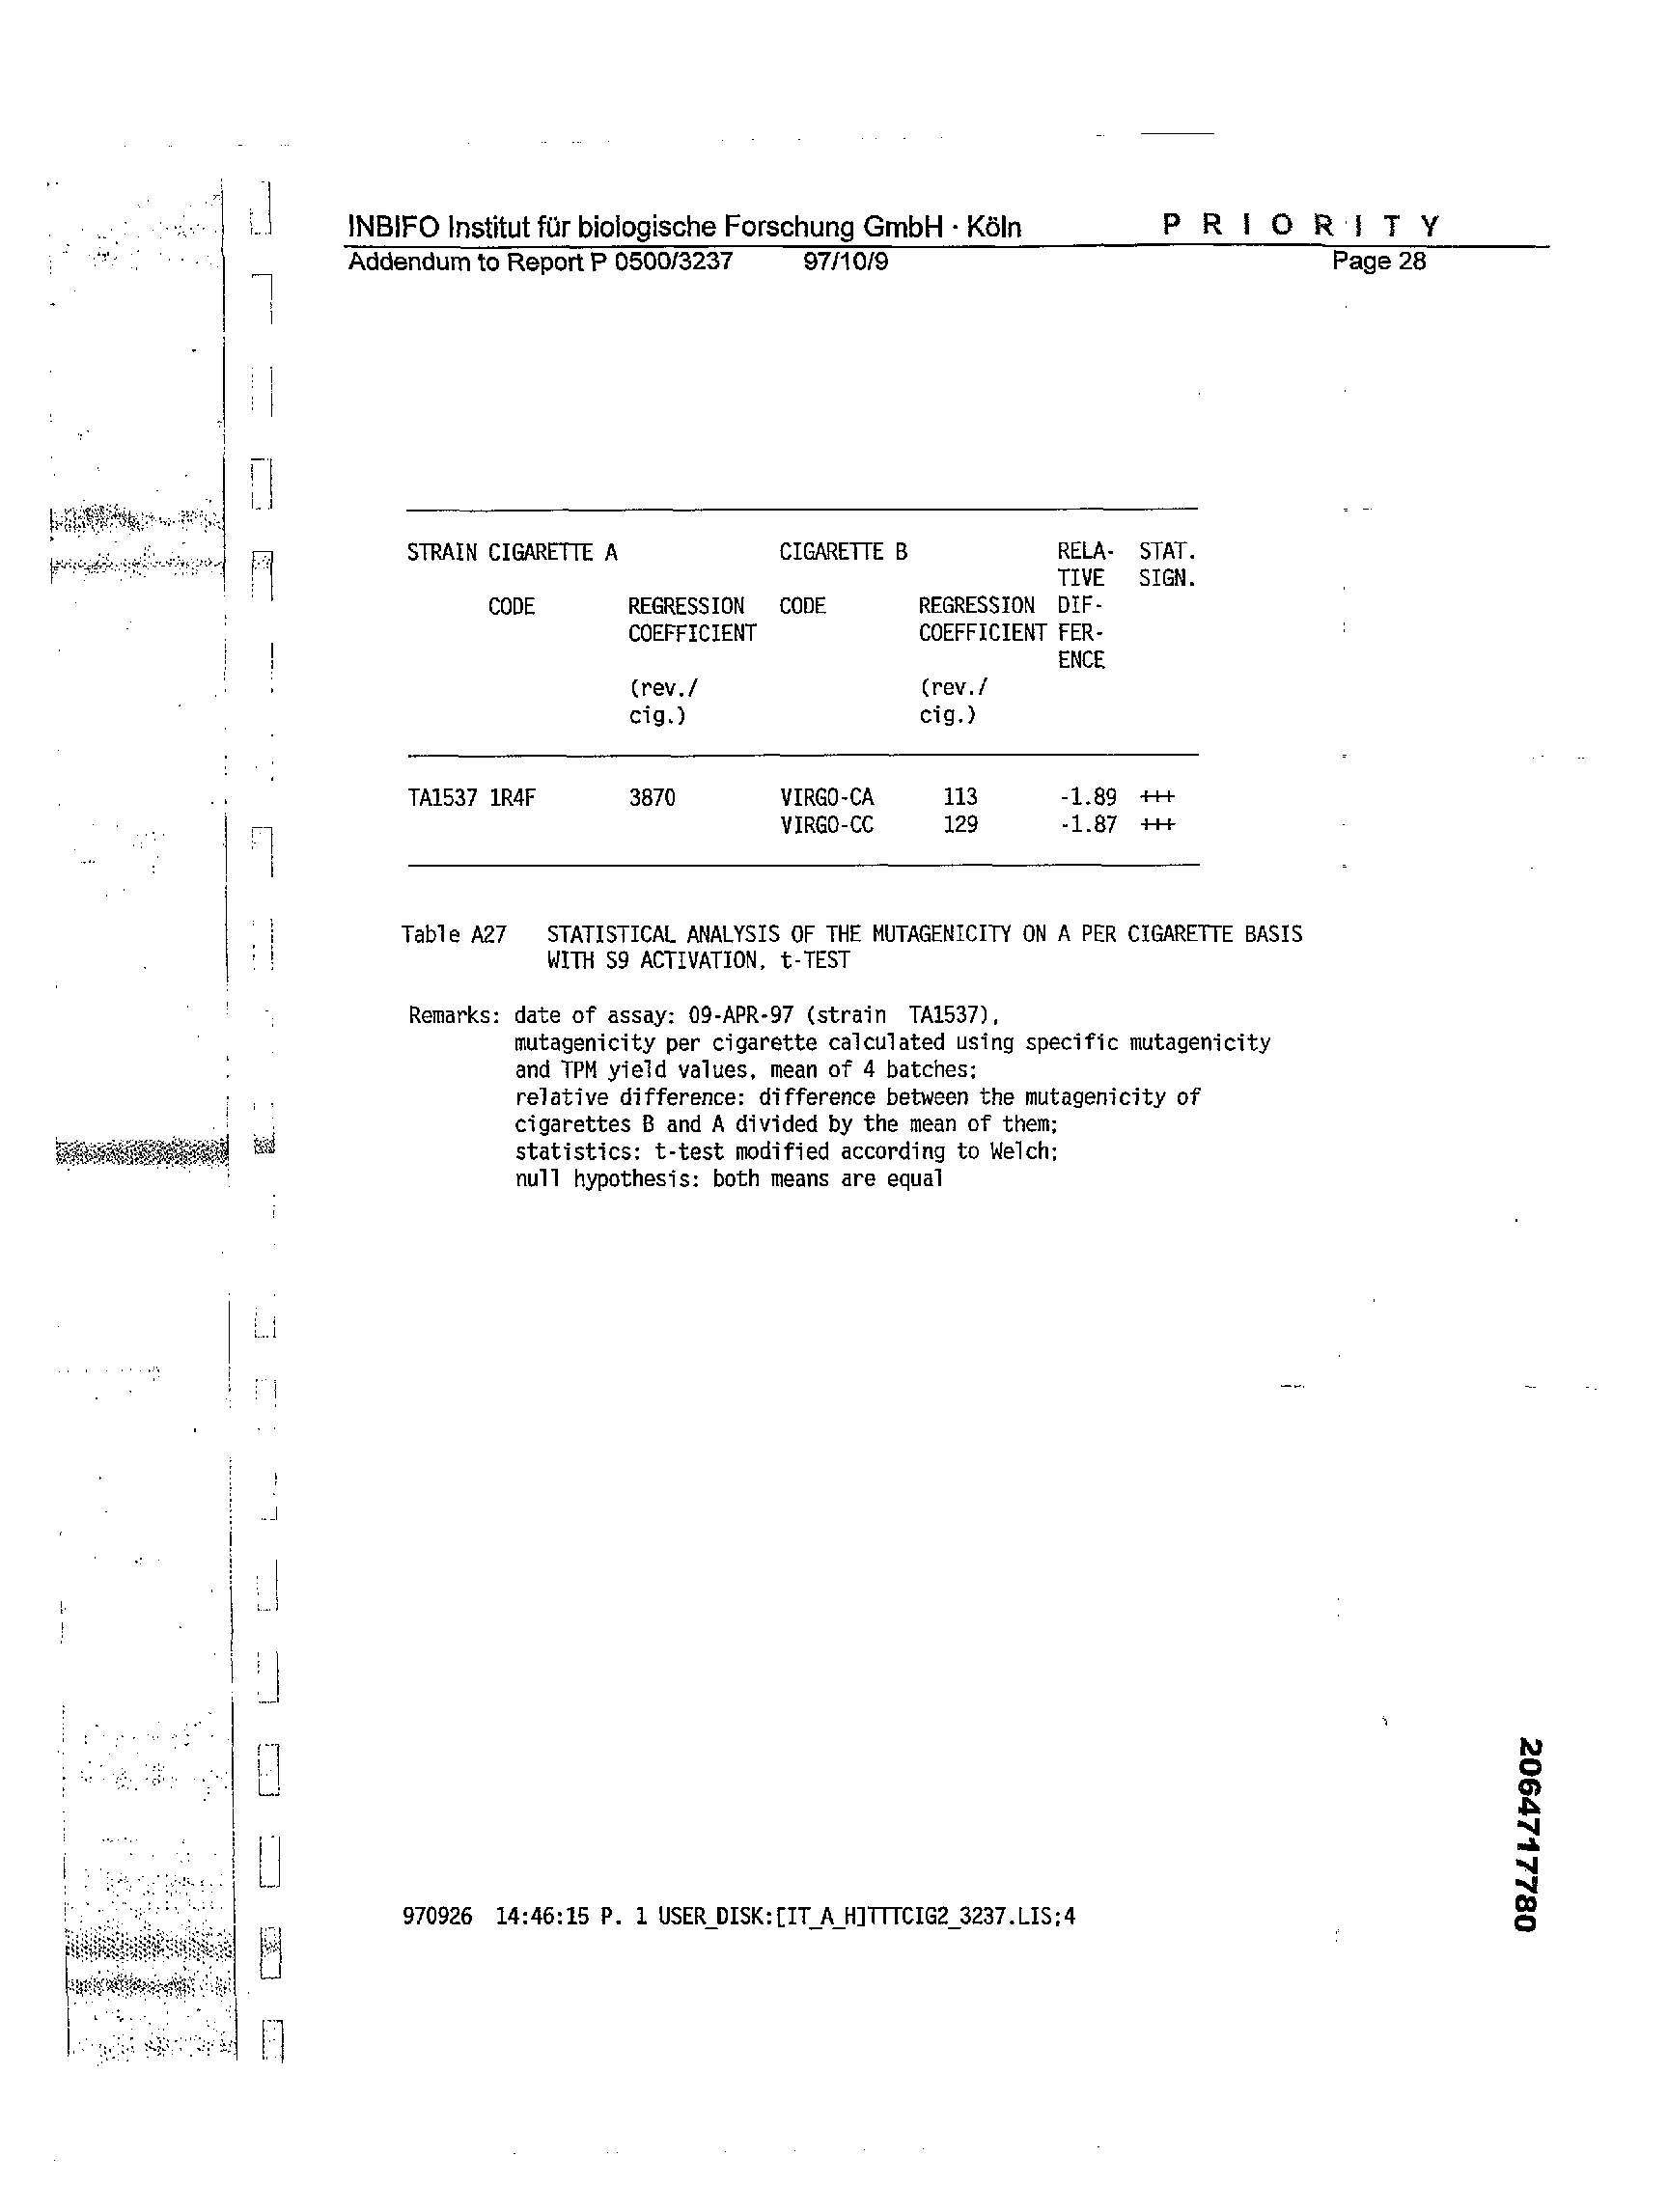 INBIFO Institut für biologische Forschung GmbH · Köln P R I O R I T Y
Addendum to Report P 0500/3237 97/10/9 Page 28
STRAIN CIGARETTE A CIGARETTE B RELA- STAT.
TIVE SIGN.
CODE REGRESSION CODE REGRESSION DIF-
COEFFICIENT COEFFICIENT FER-
ENCE
(rev./ (rev./
cig.) cig.)
TA1537 1R4F 3870 VIRGO-CA 113 -1.89 +++
VIRGO-CC 129 -1.87 +++
Table A27 STATISTICAL ANALYSIS OF THE MUTAGENICITY ON A PER CIGARETTE BASIS
WITH S9 ACTIVATION, t-TEST
Remarks: date of assay: 09-APR-97 (strain TA1537),
mutagenicity per cigarette calculated using specific mutagenicity
and TPM yield values, mean of 4 batches;
relative difference: difference between the mutagenicity of
cigarettes B and A divided by the mean of them;
statistics: t-test modified according to Welch;
null hypothesis: both means are equal
970926 14:46:15 P. 1 USER_DISK:[IT_A_H]TTTCIG2_3237.LIS;4
2064717780